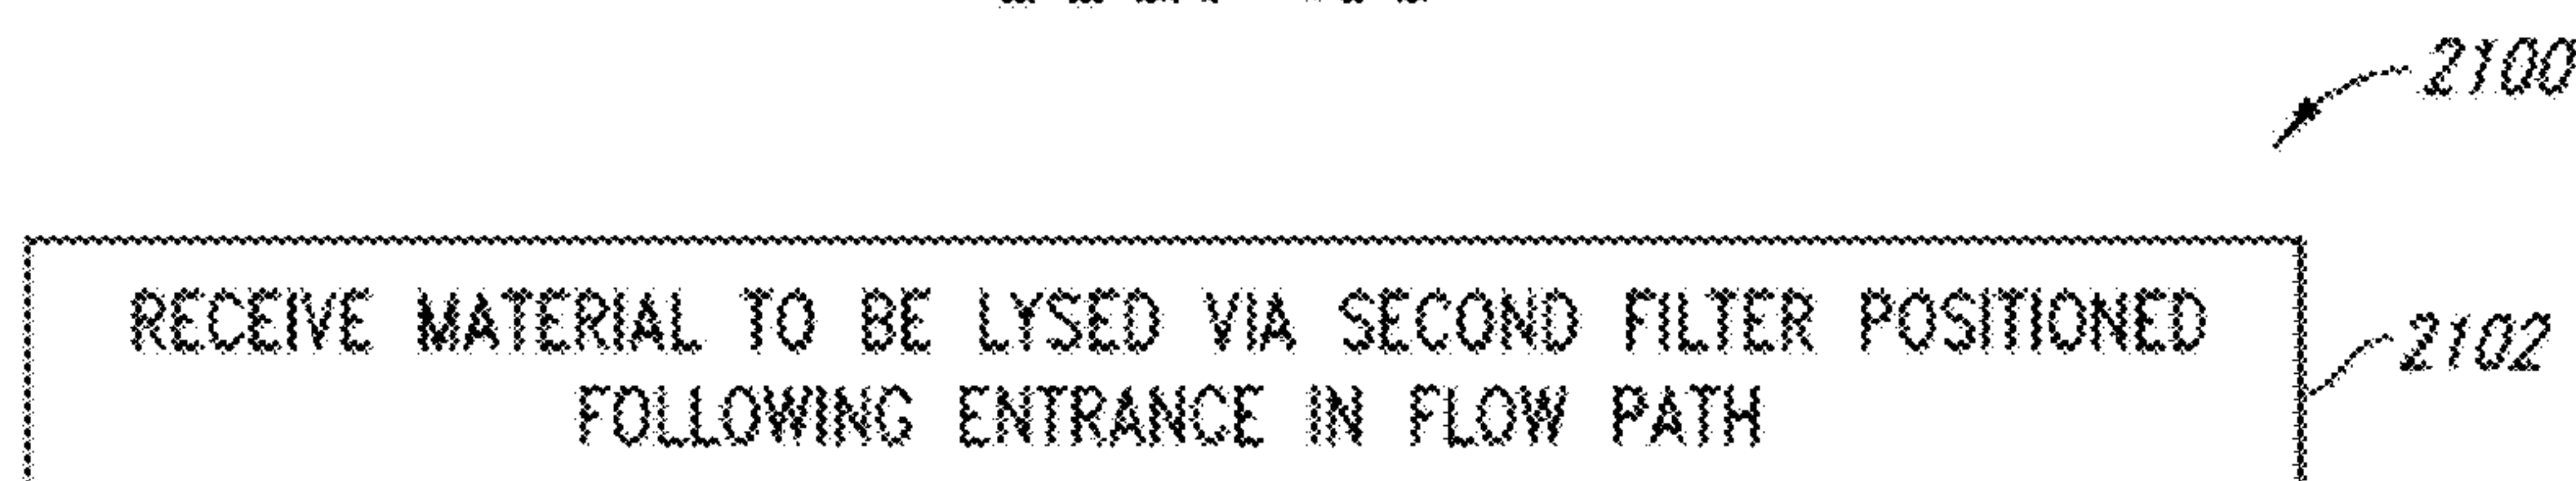 2100
RECEIVE MATERIAL TO BE LYSED VIA SECOND FILTER POSITIONED
FOLLOWING ENTRANCE IN FLOW PATH
2102